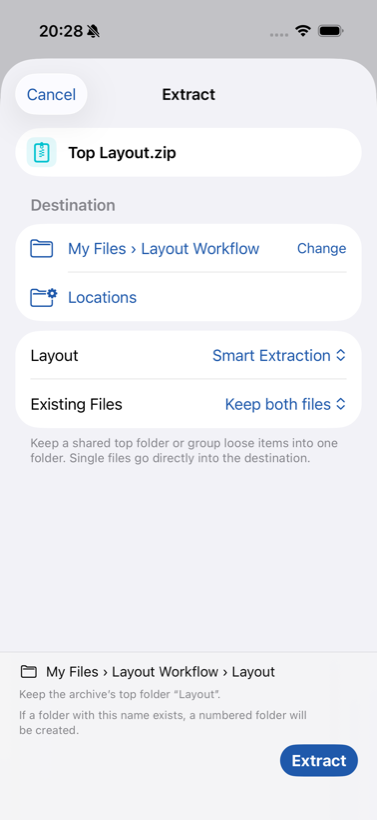 20:28
Cancel
Extract
Top Layout.zip
Destination
My Files › Layout Workflow
Change
Locations
Layout
Smart Extraction
Existing Files
Keep both files
Keep a shared top folder or group loose items into one
folder. Single files go directly into the destination.
My Files › Layout Workflow › Layout
Keep the archive’s top folder “Layout”.
If a folder with this name exists, a numbered folder will
be created.
Extract